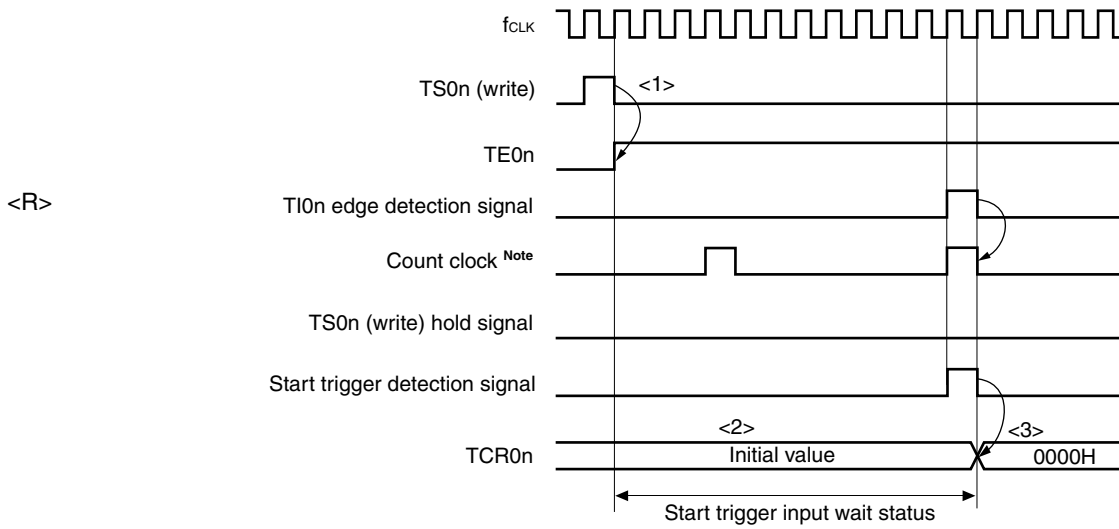 fCLK
TS0n (write)
<1>
TE0n
<R>
TI0n edge detection signal
Count clock Note
TS0n (write) hold signal
Start trigger detection signal
<2>
<3>
TCR0n
Initial value
0000H
Start trigger input wait status